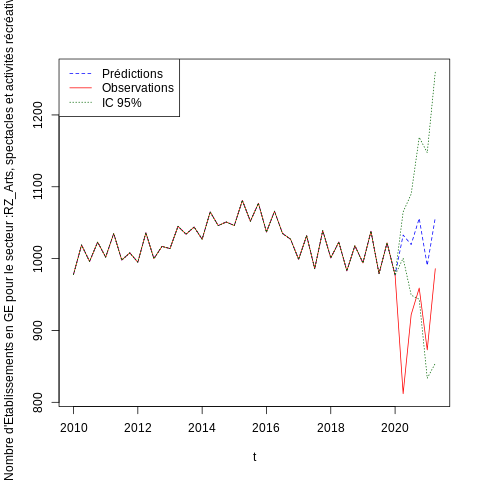 Nombre d'Etablissements en GE pour le secteur :RZ_Arts, spectacles et activités récréativ
Prédictions
Observations
IC 95%
1200
1100
1000
900
800
2010
2012
2014
2016
2018
2020
t